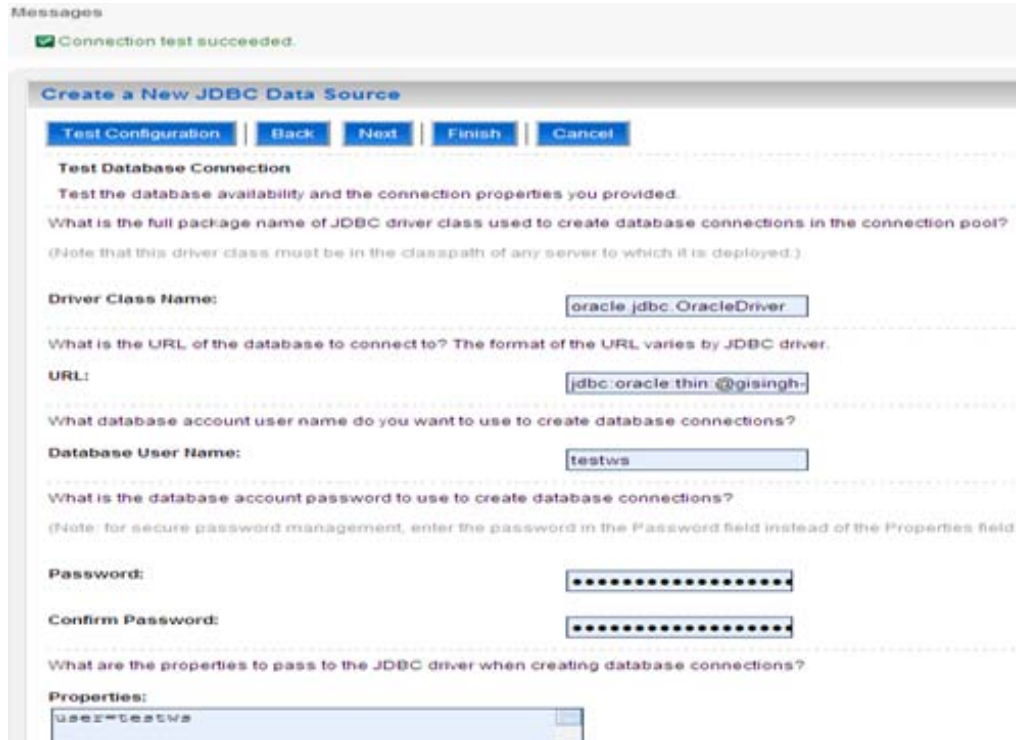 Messages
Connection test succeeded.
Create a New JDBC Data Source
Test Configuration Back Next Finish Cancel
Test Database Connection
Test the database availability and the connection properties you provided.
What is the full package name of JDBC driver class used to create database connections in the connection pool?
(Note that this driver class must be in the classpath of any server to which it is deployed.)
Driver Class Name: oracle.jdbc.OracleDriver
What is the URL of the database to connect to? The format of the URL varies by JDBC driver.
URL: jdbc:oracle:thin:@gisingh-
What database account user name do you want to use to create database connections?
Database User Name: testws
What is the database account password to use to create database connections?
(Note: for secure password management, enter the password in the Password field instead of the Properties field
Password: ••••••••••••••••••
Confirm Password: ••••••••••••••••••
What are the properties to pass to the JDBC driver when creating database connections?
Properties:
user=testws